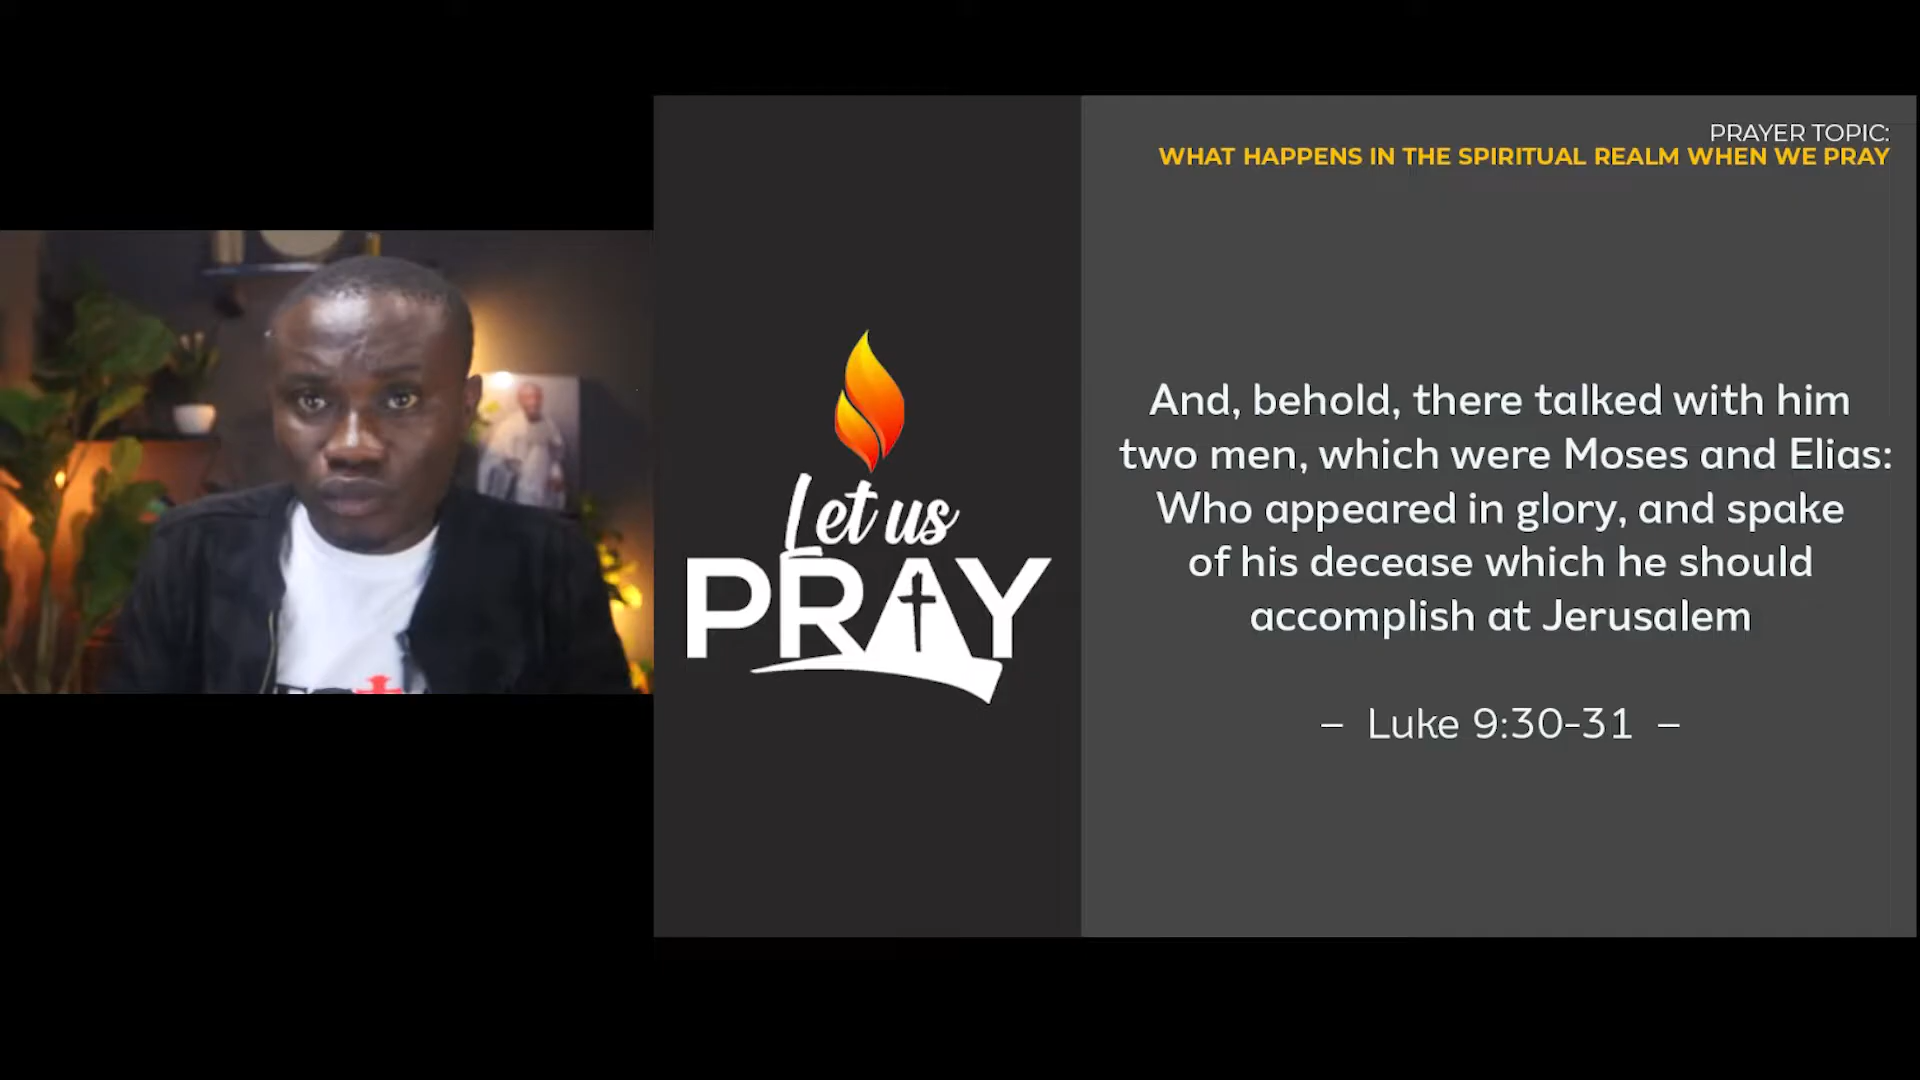 PRAYER TOPIC:
WHAT HAPPENS IN THE SPIRITUAL REALM WHEN WE PRAY
Let us
PRAY
And, behold, there talked with him
two men, which were Moses and Elias:
Who appeared in glory, and spake
of his decease which he should
accomplish at Jerusalem
– Luke 9:30-31 –